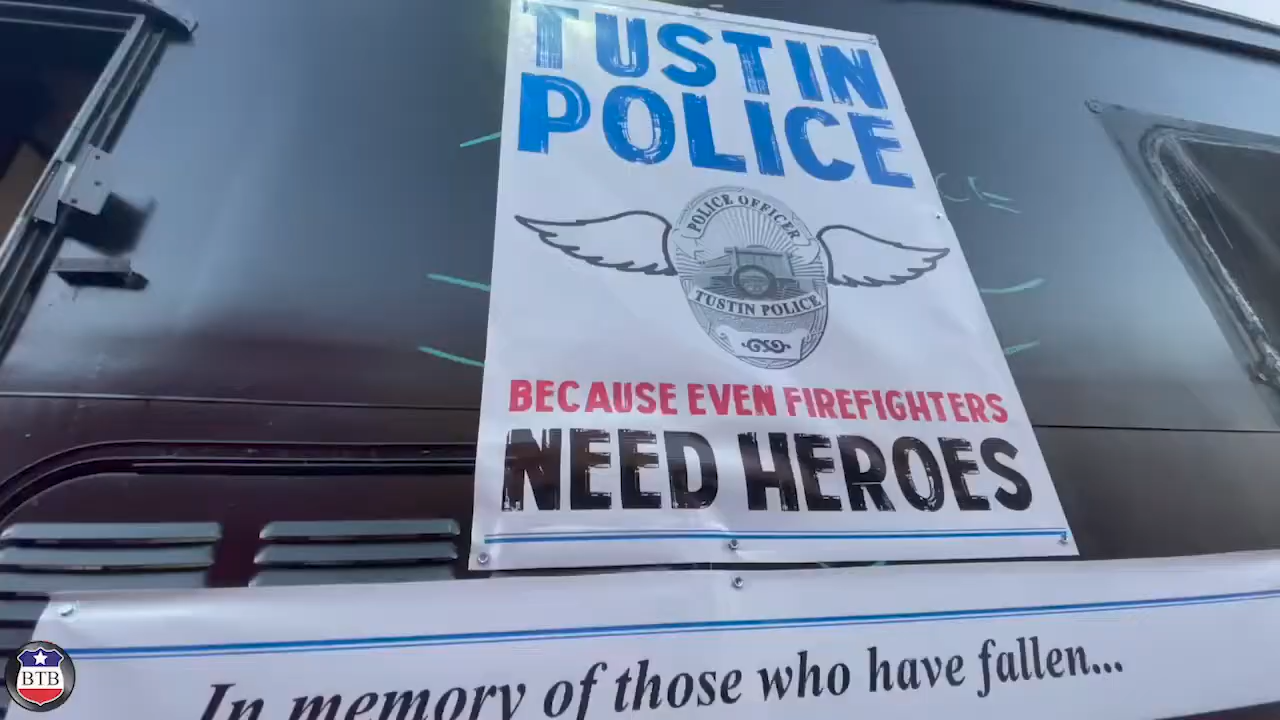 TUSTIN
POLICE
POLICE OFFICER
TUSTIN POLICE
BECAUSE EVEN FIREFIGHTERS
NEED HEROES
In memory of those who have fallen...
BTB